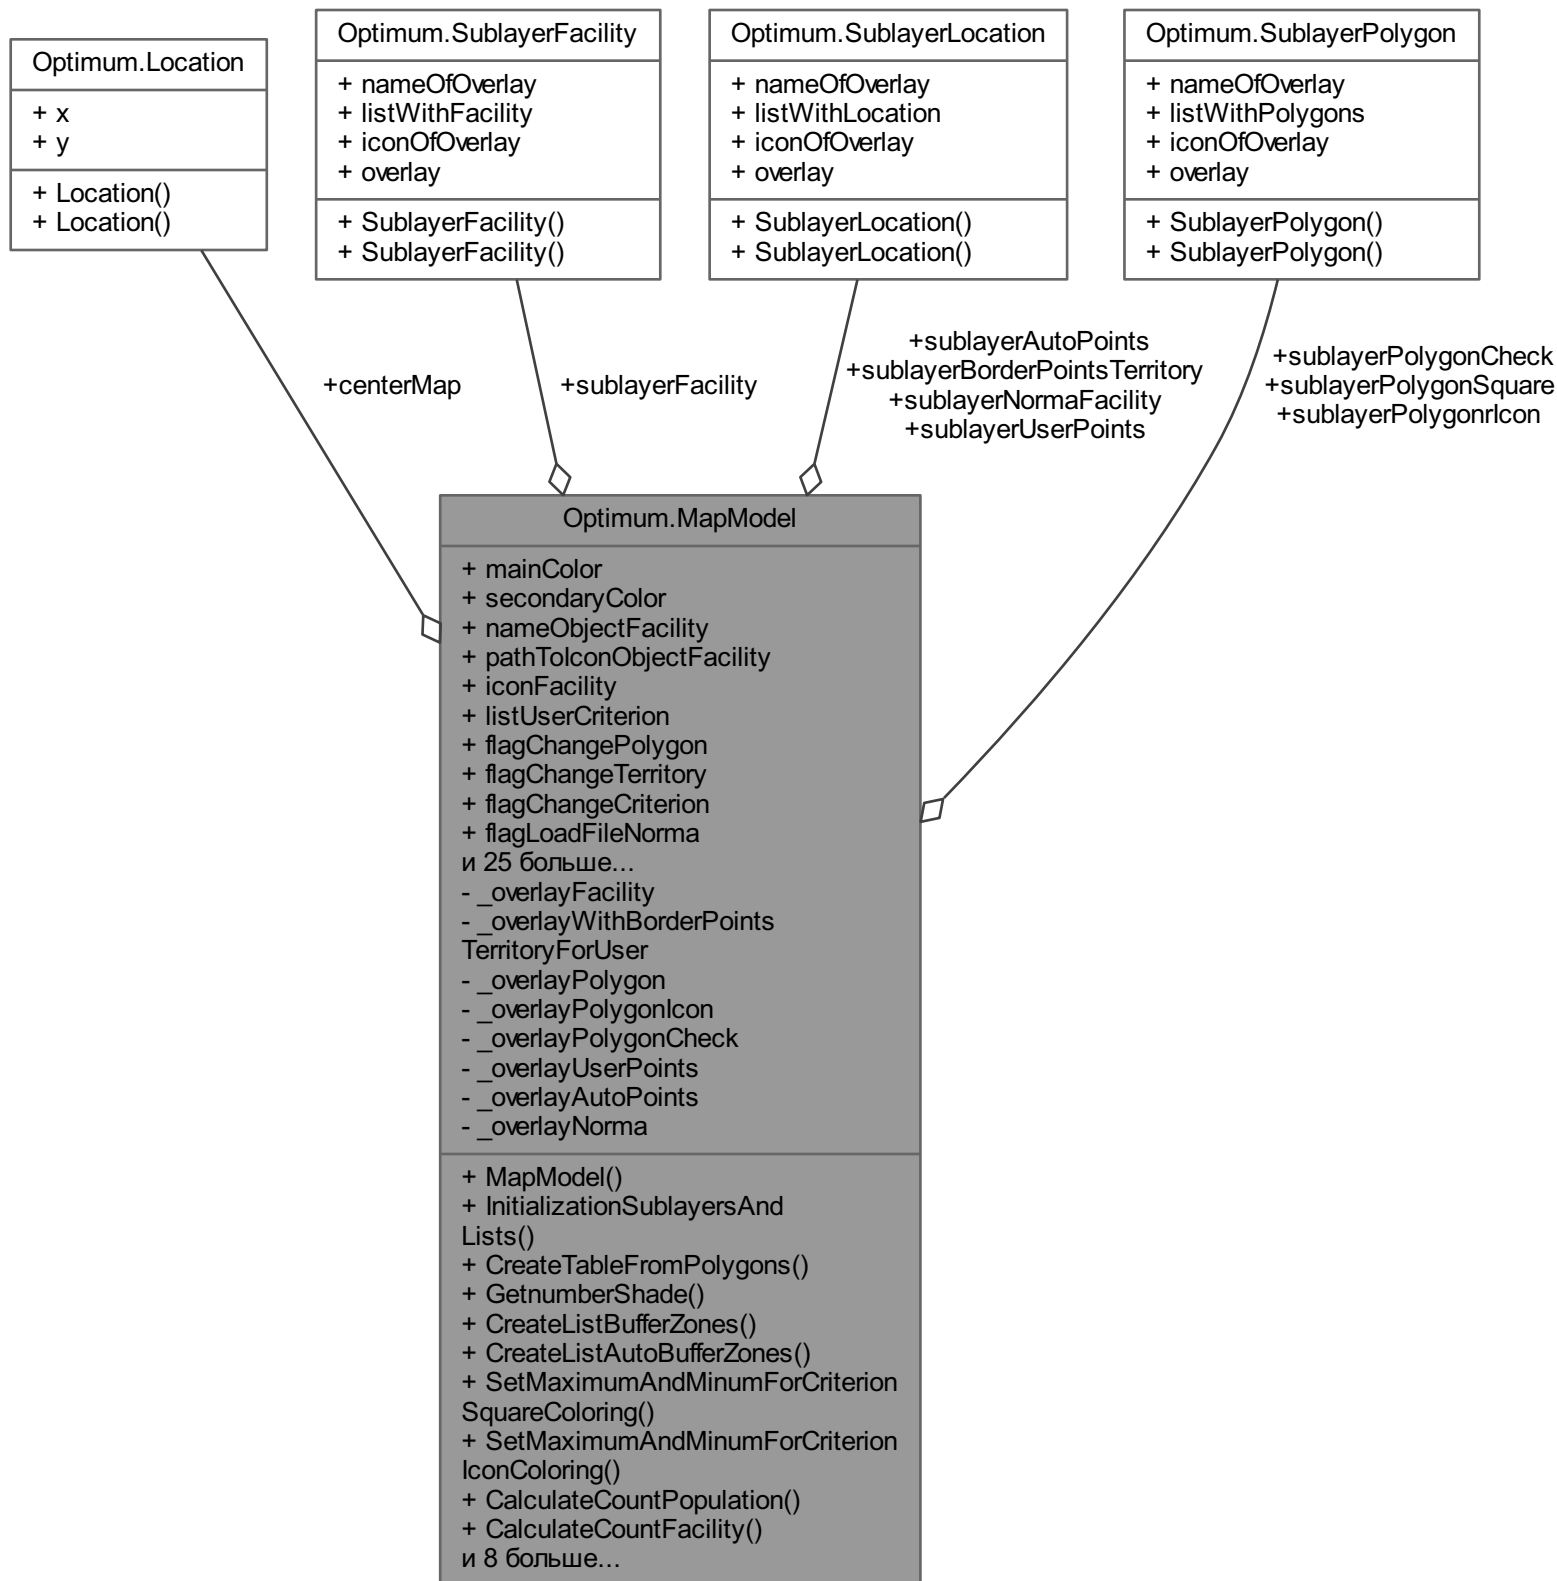 Optimum.Location
+ x
+ y
+ Location()
+ Location()
Optimum.SublayerFacility
+ nameOfOverlay
+ listWithFacility
+ iconOfOverlay
+ overlay
+ SublayerFacility()
+ SublayerFacility()
Optimum.SublayerLocation
+ nameOfOverlay
+ listWithLocation
+ iconOfOverlay
+ overlay
+ SublayerLocation()
+ SublayerLocation()
Optimum.SublayerPolygon
+ nameOfOverlay
+ listWithPolygons
+ iconOfOverlay
+ overlay
+ SublayerPolygon()
+ SublayerPolygon()
+centerMap
+sublayerFacility
+sublayerAutoPoints
+sublayerBorderPointsTerritory
+sublayerNormaFacility
+sublayerUserPoints
+sublayerPolygonCheck
+sublayerPolygonSquare
+sublayerPolygonrIcon
Optimum.MapModel
+ mainColor
+ secondaryColor
+ nameObjectFacility
+ pathToIconObjectFacility
+ iconFacility
+ listUserCriterion
+ flagChangePolygon
+ flagChangeTerritory
+ flagChangeCriterion
+ flagLoadFileNorma
и 25 больше...
- _overlayFacility
- _overlayWithBorderPoints
TerritoryForUser
- _overlayPolygon
- _overlayPolygonIcon
- _overlayPolygonCheck
- _overlayUserPoints
- _overlayAutoPoints
- _overlayNorma
+ MapModel()
+ InitializationSublayersAnd
Lists()
+ CreateTableFromPolygons()
+ GetnumberShade()
+ CreateListBufferZones()
+ CreateListAutoBufferZones()
+ SetMaximumAndMinumForCriterion
SquareColoring()
+ SetMaximumAndMinumForCriterion
IconColoring()
+ CalculateCountPopulation()
+ CalculateCountFacility()
и 8 больше...